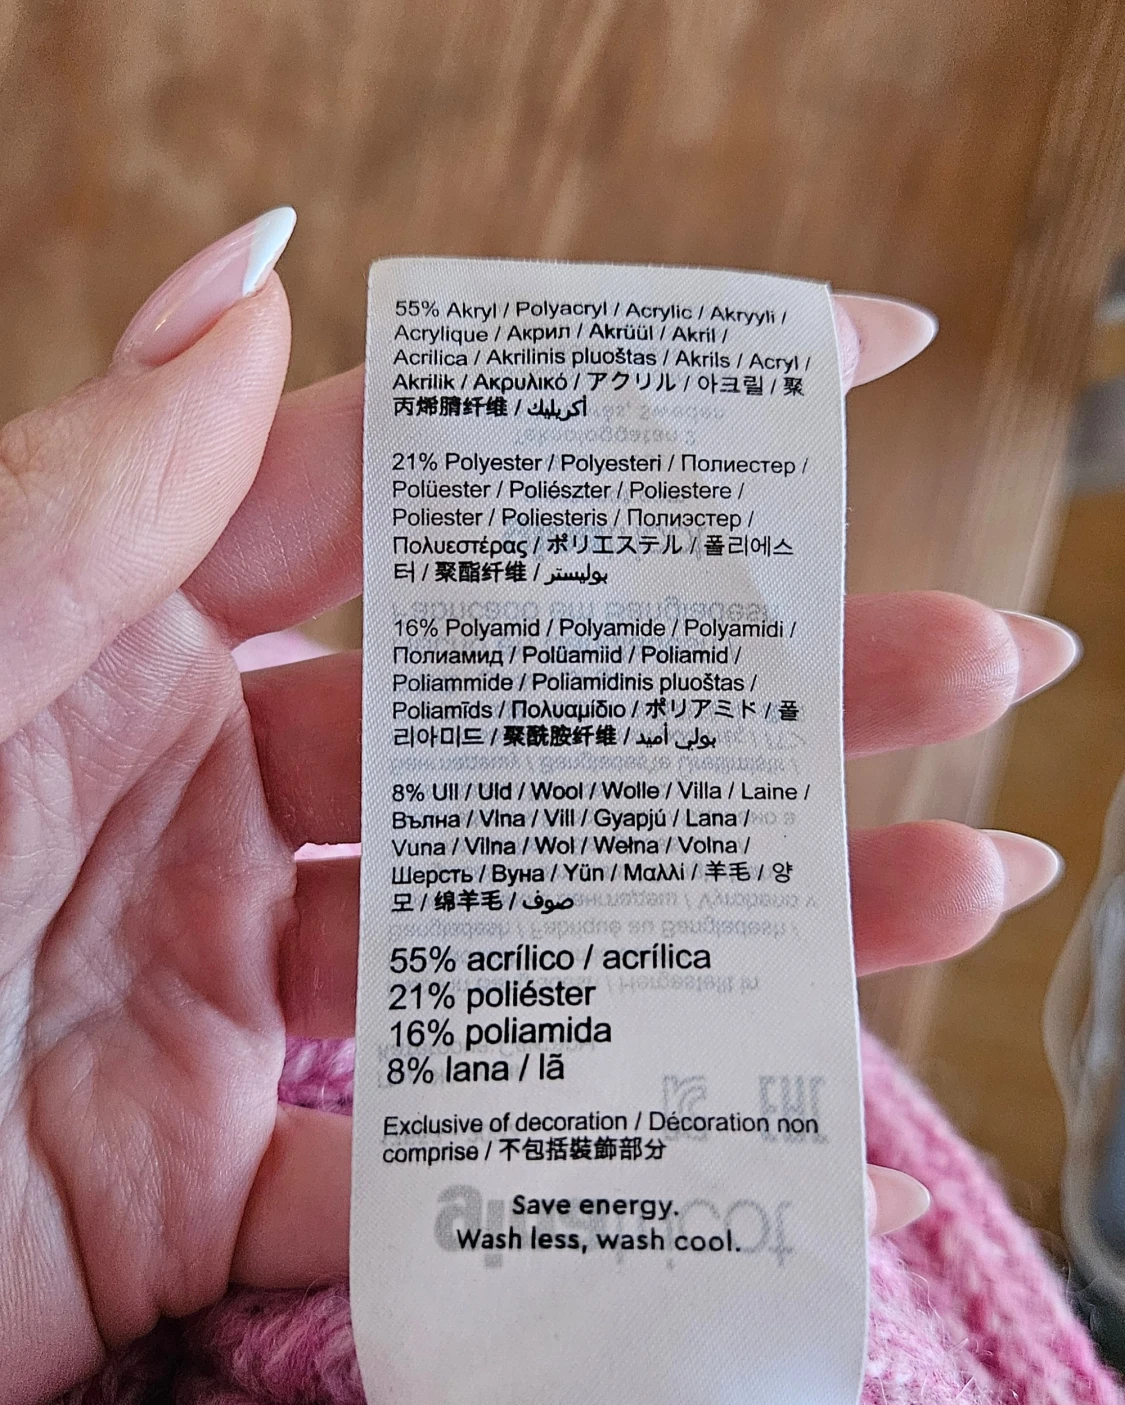 55% Akryl / Polyacryl / Acrylic / Akryyli /
Acrylique / Акрил / Akrüül / Akril /
Acrilica / Akrilinis pluoštas / Akrils / Acryl /
Akrilik / Ακρυλικό / アクリル / 아크릴 / 聚
丙烯腈纤维 / أكريليك
21% Polyester / Polyesteri / Полиестер /
Polüester / Poliészter / Poliestere /
Poliester / Poliesteris / Полиэстер /
Πολυεστέρας / ポリエステル / 폴리에스
터 / 聚酯纤维 / بوليستر
16% Polyamid / Polyamide / Polyamidi /
Полиамид / Polüamiid / Poliamid /
Poliammide / Poliamidinis pluoštas /
Poliamīds / Πολυαμίδιο / ポリアミド / 폴
리아미드 / 聚酰胺纤维 / بولي أميد
8% Ull / Uld / Wool / Wolle / Villa / Laine /
Вълна / Vlna / Vill / Gyapjú / Lana /
Vuna / Vilna / Wol / Wełna / Volna /
Шерсть / Вуна / Yün / Μαλλί / 羊毛 / 양
모 / 绵羊毛 / صوف
55% acrílico / acrílica
21% poliéster
16% poliamida
8% lana / lã
Exclusive of decoration / Décoration non
comprise / 不包括裝飾部分
Save energy.
Wash less, wash cool.